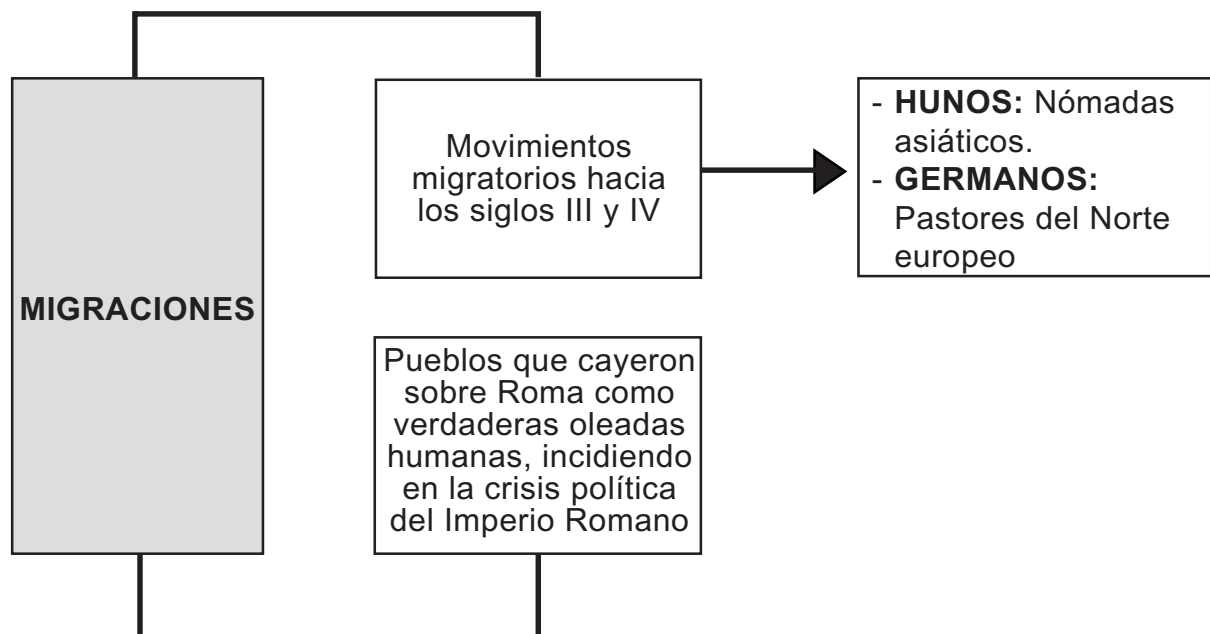 MIGRACIONES
Movimientos
migratorios hacia
los siglos III y IV
- HUNOS: Nómadas
asiáticos.
- GERMANOS:
Pastores del Norte
europeo
Pueblos que cayeron
sobre Roma como
verdaderas oleadas
humanas, incidiendo
en la crisis política
del Imperio Romano